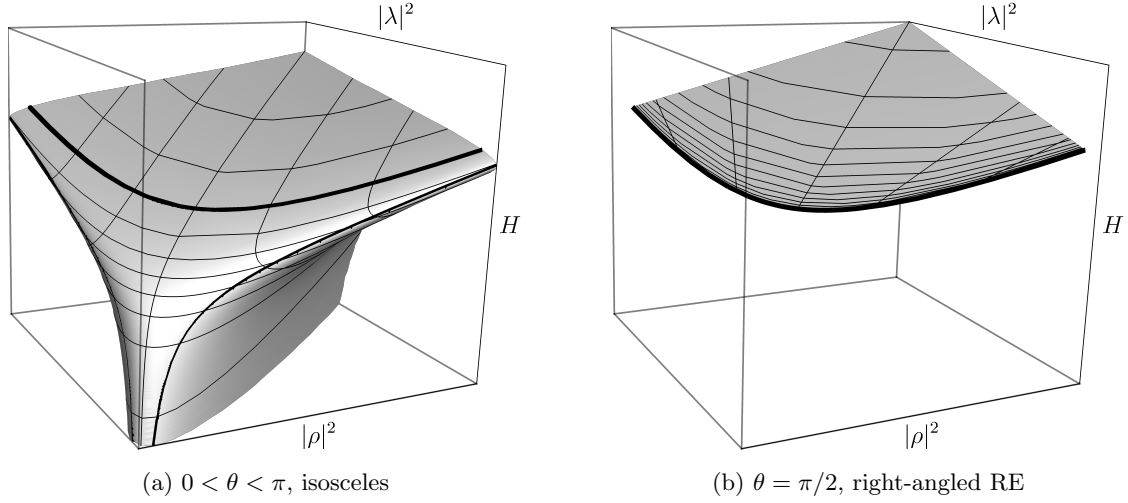 |λ|²
H
|ρ|²
(a) 0 < θ < π, isosceles
|λ|²
H
|ρ|²
(b) θ = π/2, right-angled RE